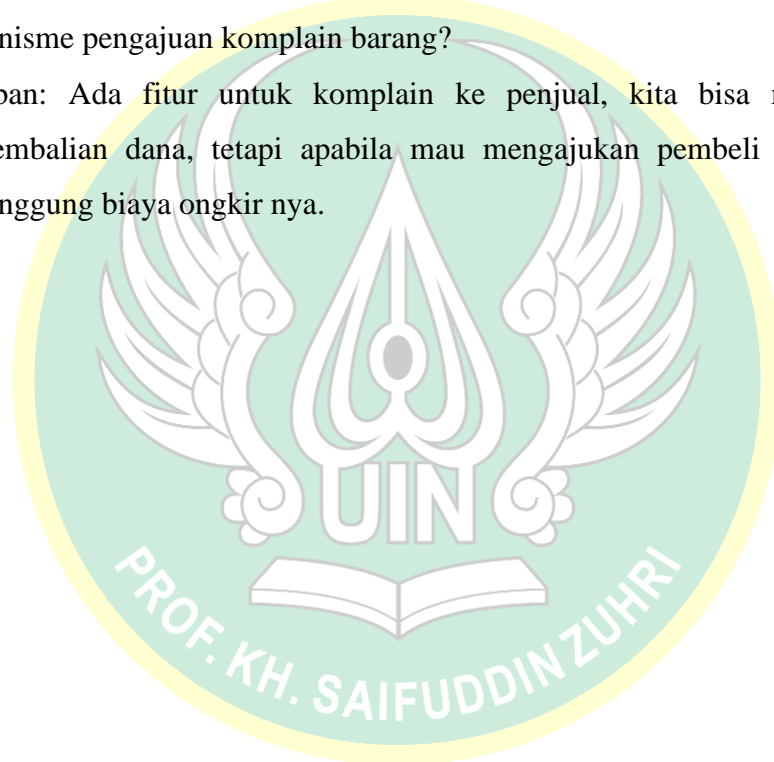 nisme pengajuan komplain barang?
ban: Ada fitur untuk komplain ke penjual, kita bisa
embalian dana, tetapi apabila mau mengajukan pembeli
nggung biaya ongkir nya.
UIN
PROF. KH. SAIFUDDIN ZUHRI